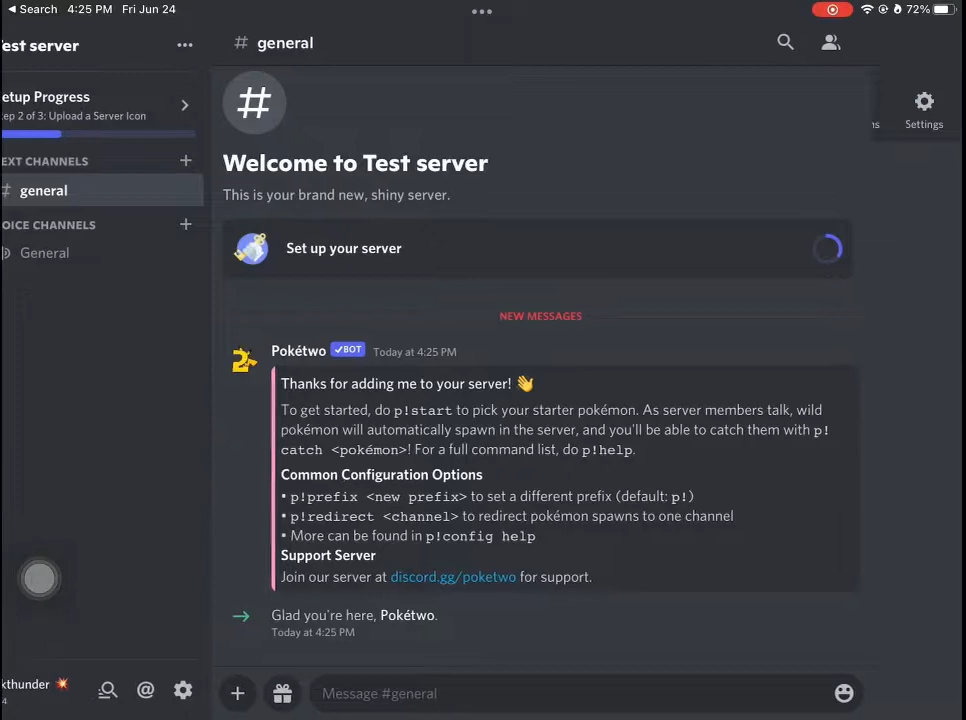 Search 4:25 PM Fri Jun 24
72%
est server
# general
etup Progress
ep 2 of 3: Upload a Server Icon
ns
Settings
EXT CHANNELS
# general
OICE CHANNELS
General
#
Welcome to Test server
This is your brand new, shiny server.
Set up your server
NEW MESSAGES
Pokétwo BOT Today at 4:25 PM
Thanks for adding me to your server! 👋
To get started, do p!start to pick your starter pokémon. As server members talk, wild
pokémon will automatically spawn in the server, and you'll be able to catch them with p!
catch <pokémon>! For a full command list, do p!help.
Common Configuration Options
• p!prefix <new prefix> to set a different prefix (default: p!)
• p!redirect <channel> to redirect pokémon spawns to one channel
• More can be found in p!config help
Support Server
Join our server at discord.gg/poketwo for support.
Glad you're here, Pokétwo.
Today at 4:25 PM
kthunder 💥
4
@
Message #general